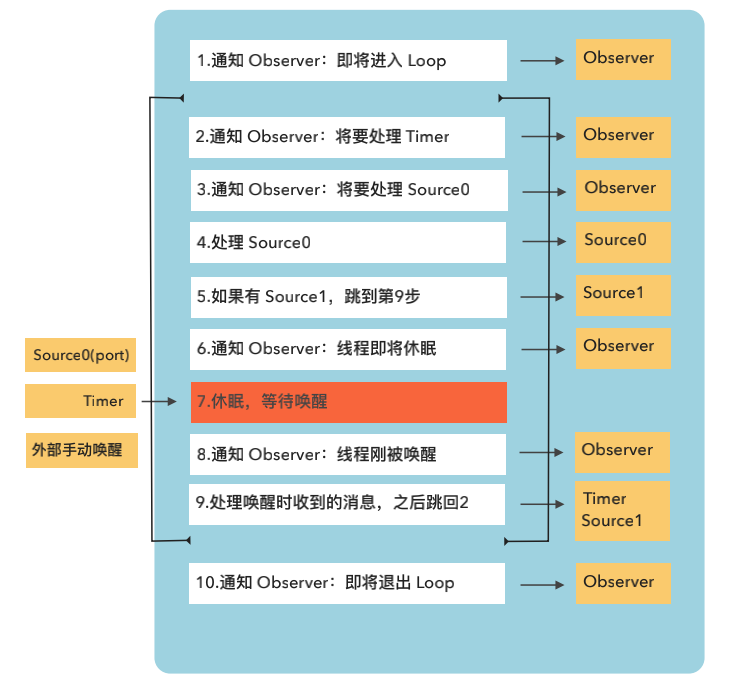 1.通知 Observer：即将进入 Loop
Observer
2.通知 Observer：将要处理 Timer
Observer
3.通知 Observer：将要处理 Source0
Observer
4.处理 Source0
Source0
5.如果有 Source1，跳到第9步
Source1
6.通知 Observer：线程即将休眠
Observer
Source0(port)
Timer
外部手动唤醒
7.休眠，等待唤醒
8.通知 Observer：线程刚被唤醒
Observer
9.处理唤醒时收到的消息，之后跳回2
Timer
Source1
10.通知 Observer：即将退出 Loop
Observer